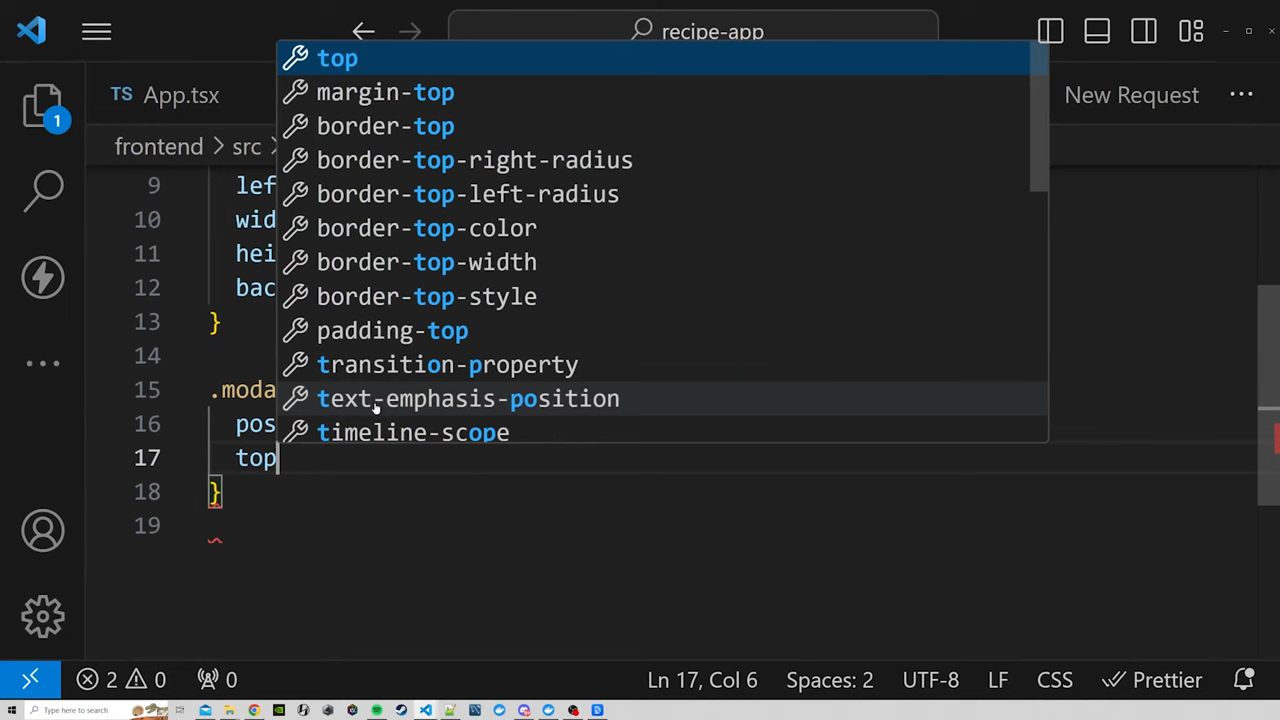 recipe-app
TS App.tsx
New Request
1
frontend > src >
top
margin-top
border-top
border-top-right-radius
border-top-left-radius
border-top-color
border-top-width
border-top-style
padding-top
transition-property
text-emphasis-position
timeline-scope
9 lef
10 wid
11 hei
12 bac
13 }
14
15 .moda
16 pos
17 top
18 }
19
2 0 0
Ln 17, Col 6
Spaces: 2
UTF-8
LF
CSS
Prettier
Type here to search